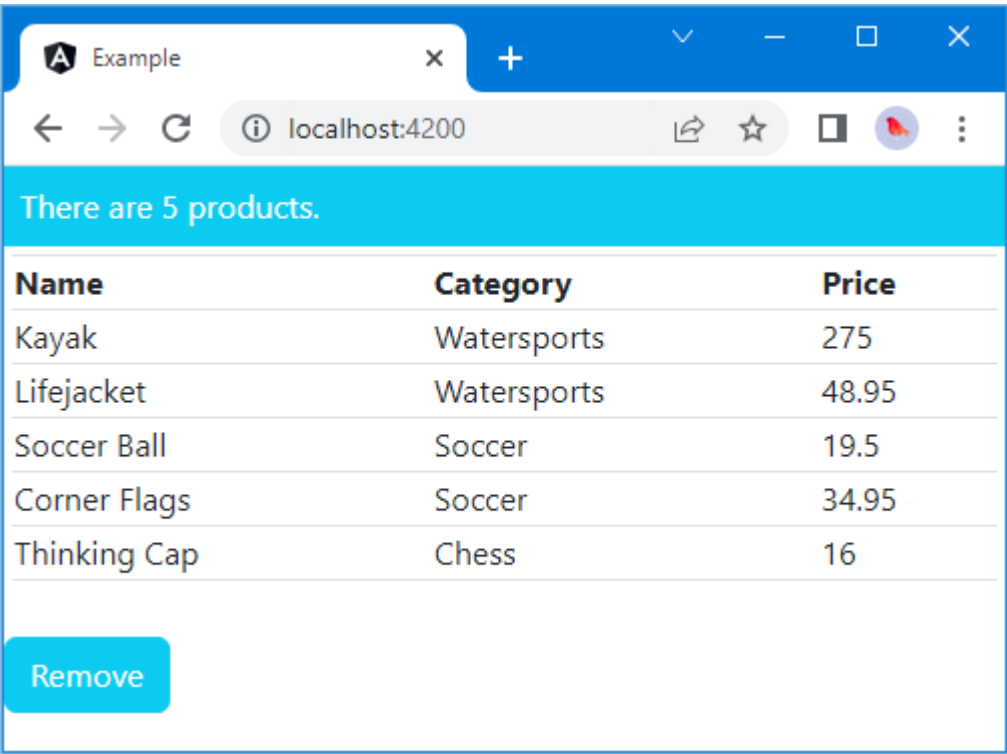 Example
localhost:4200
There are 5 products.
Name Category Price
Kayak Watersports 275
Lifejacket Watersports 48.95
Soccer Ball Soccer 19.5
Corner Flags Soccer 34.95
Thinking Cap Chess 16
Remove